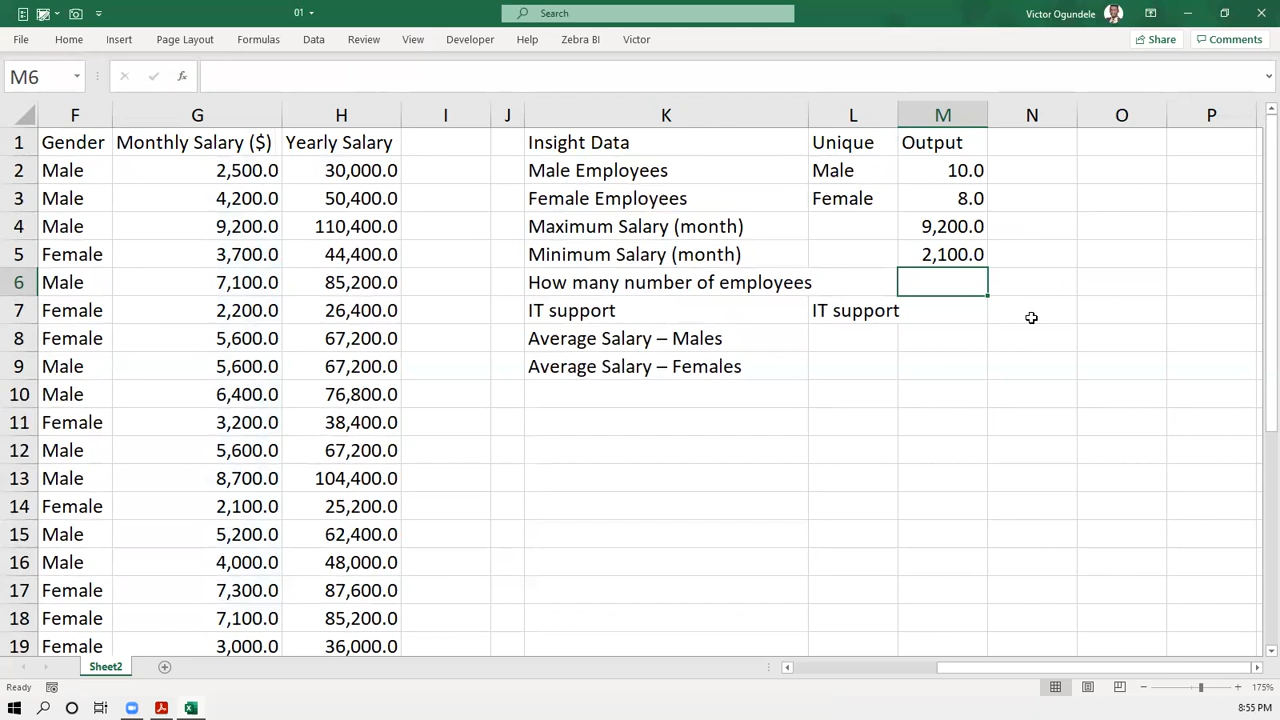 01
Search
Victor Ogundele
File Home Insert Page Layout Formulas Data Review View Developer Help Zebra BI Victor Share Comments
M6 fx
F G H I J K L M N O P
1 Gender Monthly Salary ($) Yearly Salary Insight Data Unique Output
2 Male 2,500.0 30,000.0 Male Employees Male 10.0
3 Male 4,200.0 50,400.0 Female Employees Female 8.0
4 Male 9,200.0 110,400.0 Maximum Salary (month) 9,200.0
5 Female 3,700.0 44,400.0 Minimum Salary (month) 2,100.0
6 Male 7,100.0 85,200.0 How many number of employees
7 Female 2,200.0 26,400.0 IT support IT support
8 Female 5,600.0 67,200.0 Average Salary – Males
9 Male 5,600.0 67,200.0 Average Salary – Females
10 Male 6,400.0 76,800.0
11 Female 3,200.0 38,400.0
12 Male 5,600.0 67,200.0
13 Male 8,700.0 104,400.0
14 Female 2,100.0 25,200.0
15 Male 5,200.0 62,400.0
16 Male 4,000.0 48,000.0
17 Female 7,300.0 87,600.0
18 Female 7,100.0 85,200.0
19 Female 3,000.0 36,000.0
Sheet2
Ready 175%
8:55 PM